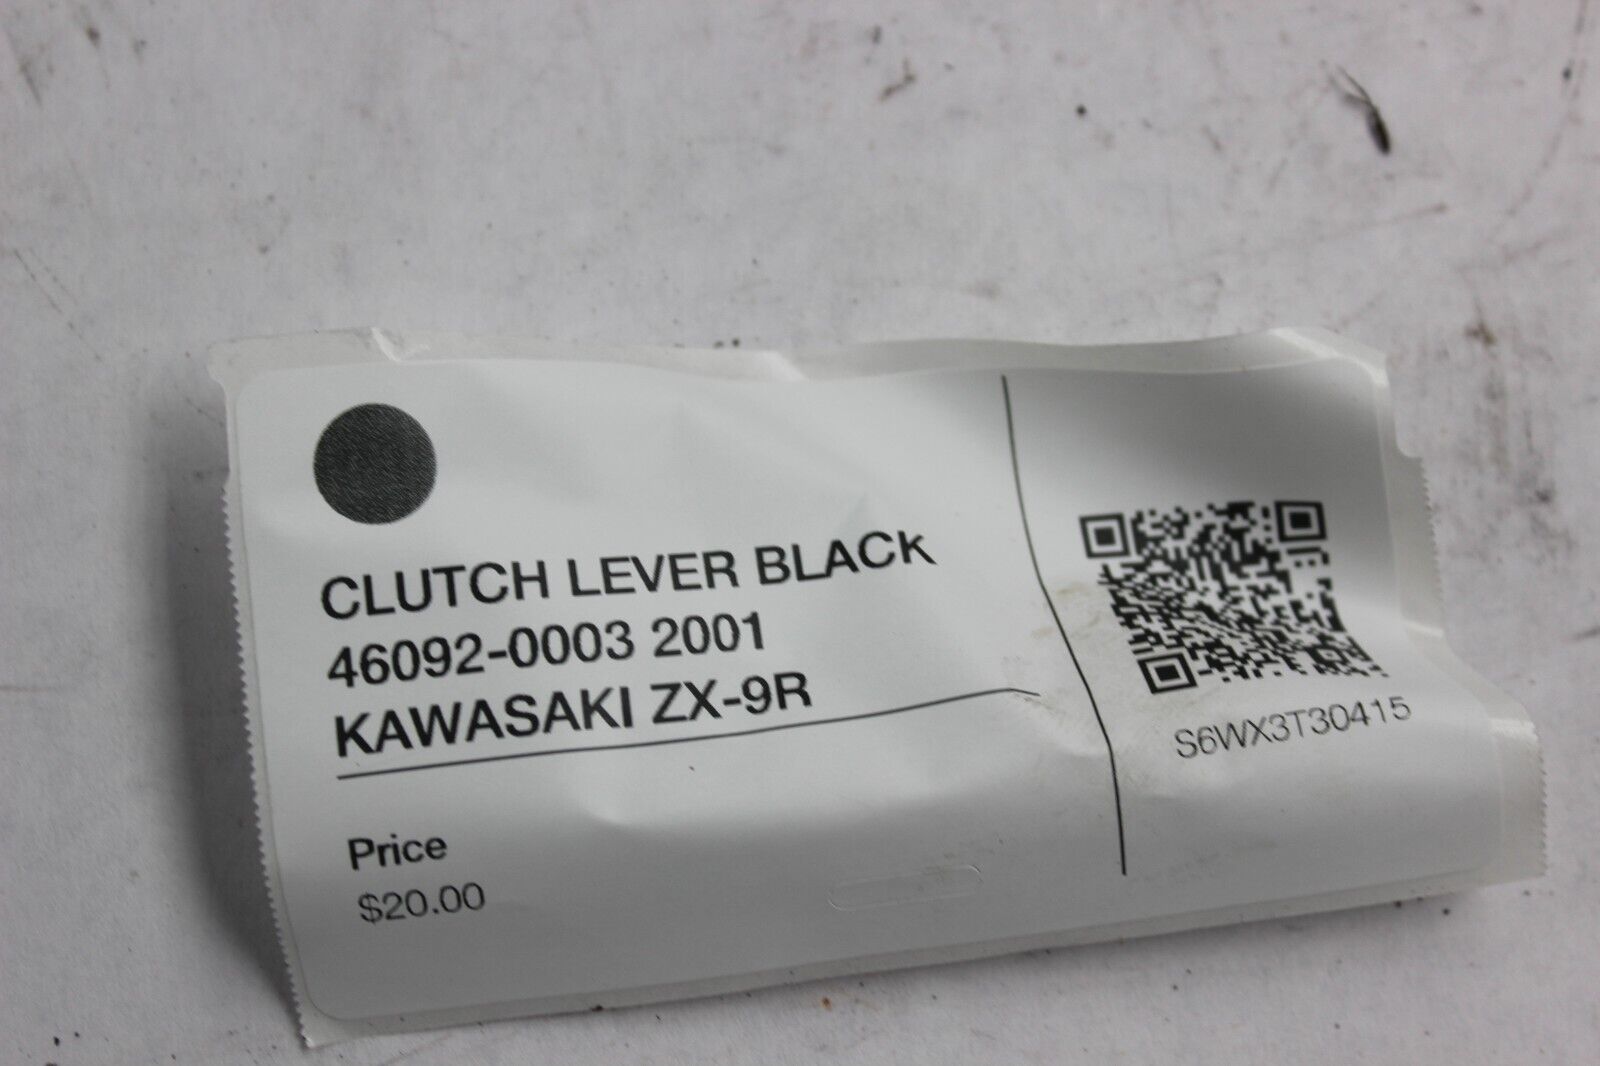 CLUTCH LEVER BLACK
46092-0003 2001
KAWASAKI ZX-9R
Price
$20.00
S6WX3T30415